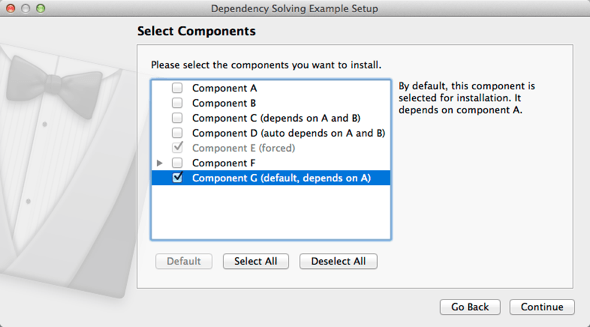 Dependency Solving Example Setup
Select Components
Please select the components you want to install.
Component A
Component B
Component C (depends on A and B)
Component D (auto depends on A and B)
Component E (forced)
Component F
Component G (default, depends on A)
By default, this component is
selected for installation. It
depends on component A.
Default
Select All
Deselect All
Go Back
Continue